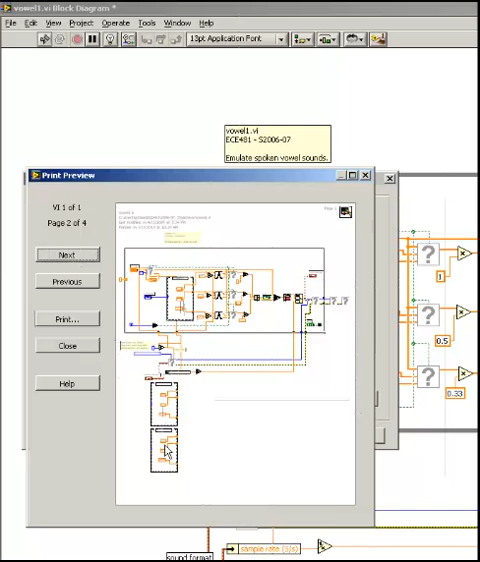 vowel1.vi Block Diagram *
File Edit View Project Operate Tools Window Help
13pt Application Font
vowel1.vi
ECE481 - S2006-07
Emulate spoken vowel sounds.
Print Preview
VI 1 of 1
Page 2 of 4
Next
Previous
Print...
Close
Help
1
0.5
0.33
sample rate (S/s)
sound format